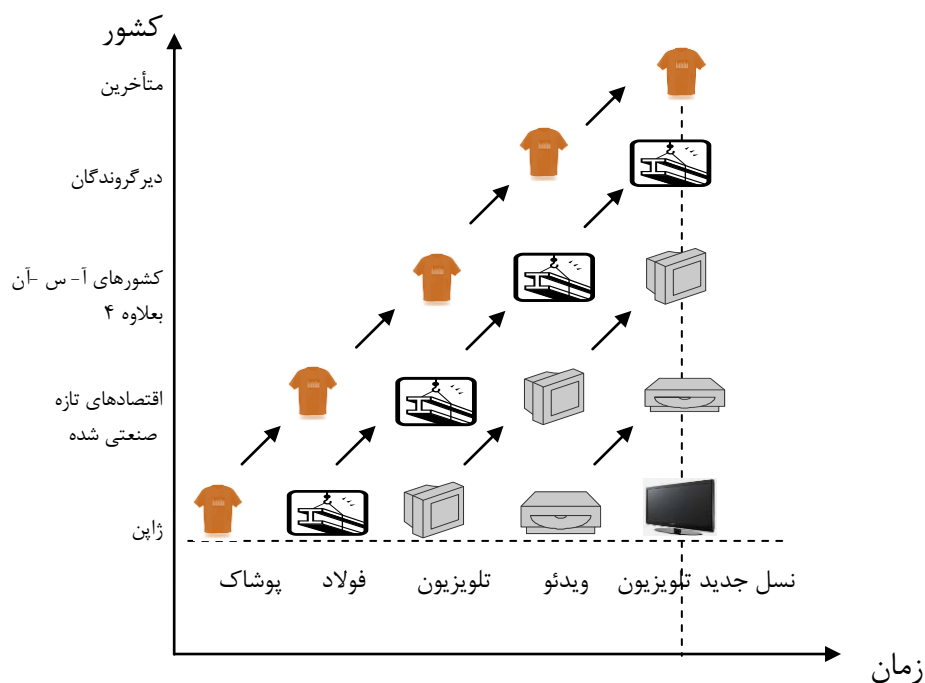 کشور
متأخرین
دیرگروندگان
کشورهای آ- س -آن
بعلاوه ۴
اقتصادهای تازه
صنعتی شده
ژاپن
پوشاک
فولاد
تلویزیون
ویدئو
نسل جدید تلویزیون
زمان